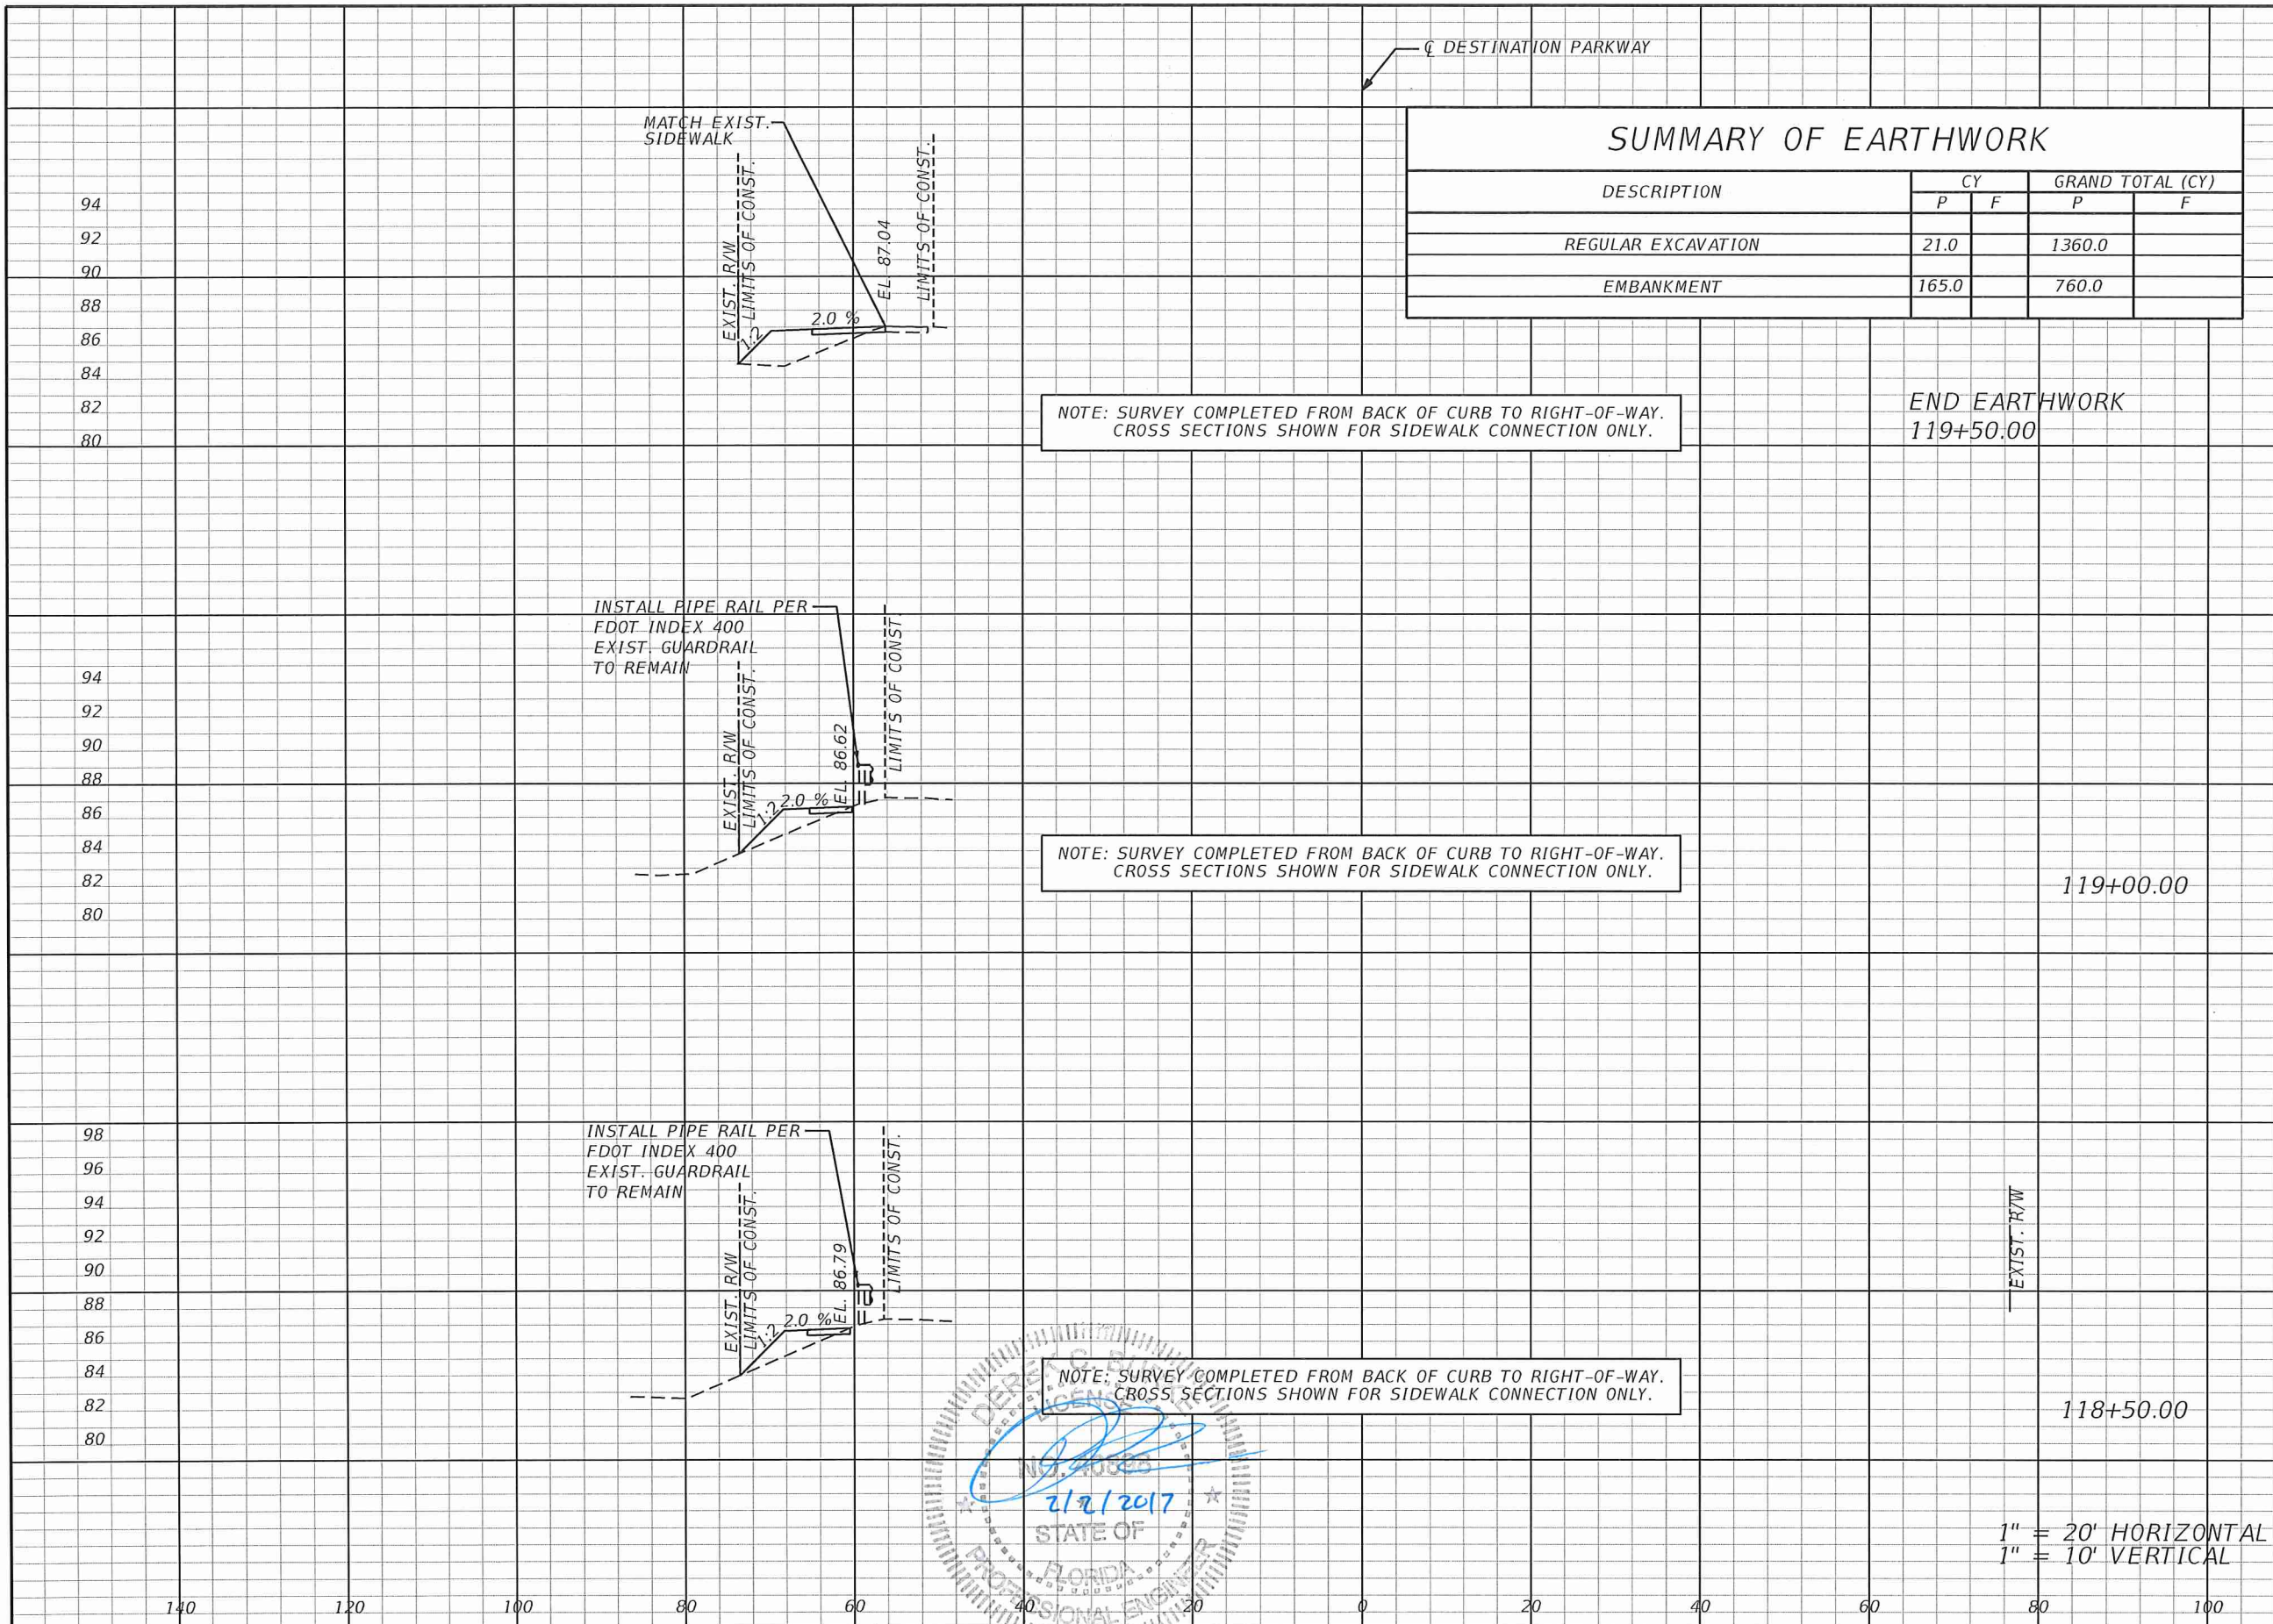 ℄ DESTINATION PARKWAY
SUMMARY OF EARTHWORK
DESCRIPTION CY GRAND TOTAL (CY)
P F P F
REGULAR EXCAVATION 21.0 1360.0
EMBANKMENT 165.0 760.0
MATCH EXIST.
SIDEWALK
EXIST. R/W
LIMITS OF CONST.
1:2
2.0 %
EL. 87.04
LIMITS OF CONST.
94
92
90
88
86
84
82
80
NOTE: SURVEY COMPLETED FROM BACK OF CURB TO RIGHT-OF-WAY.
CROSS SECTIONS SHOWN FOR SIDEWALK CONNECTION ONLY.
END EARTHWORK
119+50.00
INSTALL PIPE RAIL PER
FDOT INDEX 400
EXIST. GUARDRAIL
TO REMAIN
EXIST. R/W
LIMITS OF CONST.
1:2
2.0 %
EL. 86.62
LIMITS OF CONST.
94
92
90
88
86
84
82
80
NOTE: SURVEY COMPLETED FROM BACK OF CURB TO RIGHT-OF-WAY.
CROSS SECTIONS SHOWN FOR SIDEWALK CONNECTION ONLY.
119+00.00
INSTALL PIPE RAIL PER
FDOT INDEX 400
EXIST. GUARDRAIL
TO REMAIN
EXIST. R/W
LIMITS OF CONST.
1:2
2.0 %
EL. 86.79
LIMITS OF CONST.
EXIST. R/W
98
96
94
92
90
88
86
84
82
80
NOTE: SURVEY COMPLETED FROM BACK OF CURB TO RIGHT-OF-WAY.
CROSS SECTIONS SHOWN FOR SIDEWALK CONNECTION ONLY.
118+50.00
DEREK C.
2/2/2017
STATE OF
FLORIDA
PROFESSIONAL ENGINEER
1" = 20' HORIZONTAL
1" = 10' VERTICAL
140 120 100 80 60 40 20 0 20 40 60 80 100